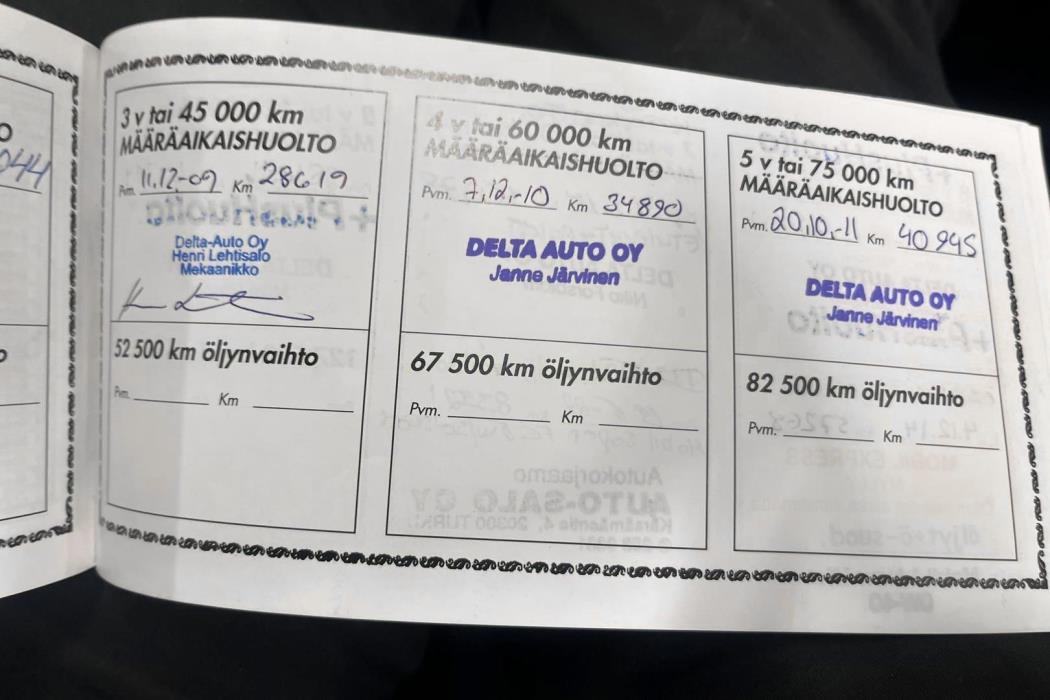 044
3 v tai 45 000 km
MÄÄRÄAIKAISHUOLTO
Pvm. 11.12-09 Km 28619
Delta-Auto Oy
Henri Lehtisalo
Mekaanikko
52 500 km öljynvaihto
Pvm. Km
4 v tai 60 000 km
MÄÄRÄAIKAISHUOLTO
Pvm. 7,12,-10 Km 34890
DELTA AUTO OY
Janne Järvinen
67 500 km öljynvaihto
Pvm. Km
5 v tai 75 000 km
MÄÄRÄAIKAISHUOLTO
Pvm. 20,10,-11 Km 40945
DELTA AUTO OY
Janne Järvinen
82 500 km öljynvaihto
Pvm. Km